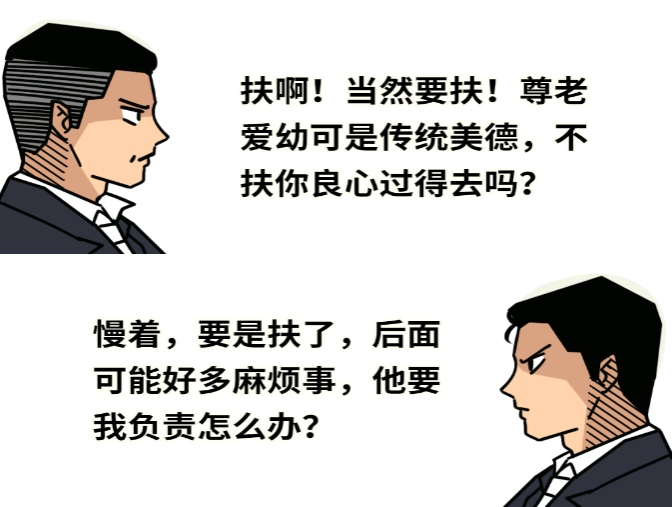 扶啊！当然要扶！尊老
爱幼可是传统美德，不
扶你良心过得去吗？
慢着，要是扶了，后面
可能好多麻烦事，他要
我负责怎么办？